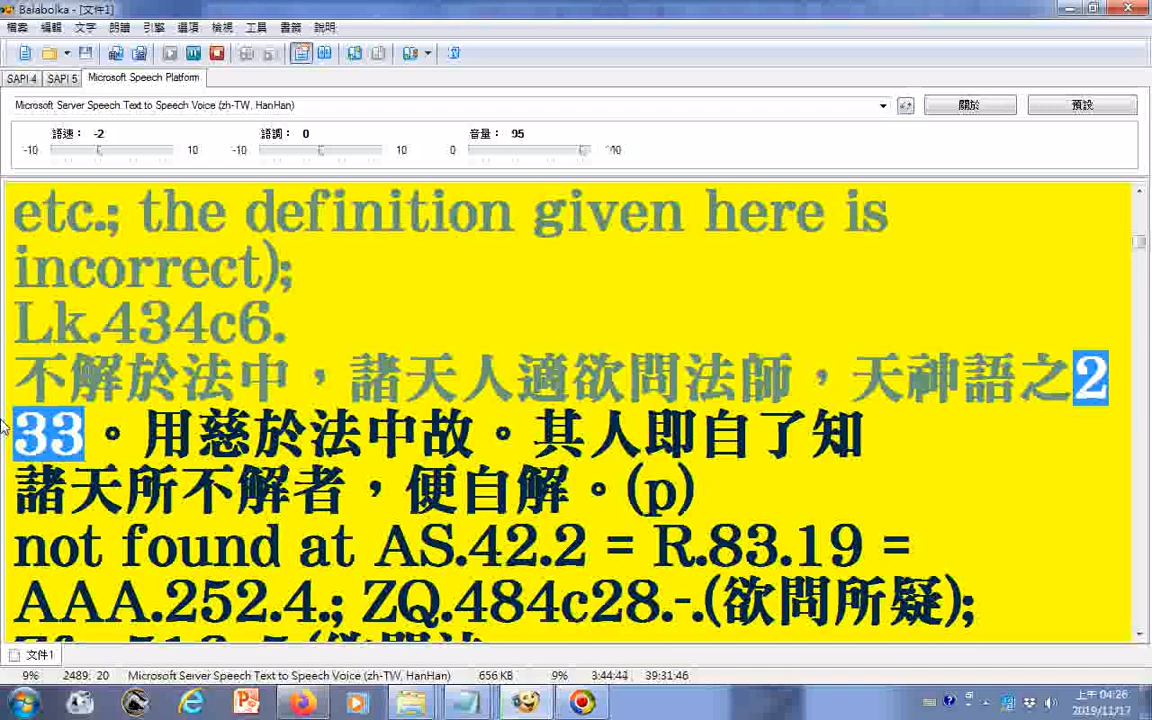 Balabolka - [文件1]
檔案 編輯 文字 朗讀 引擎 選項 檢視 工具 書籤 說明
SAPI 4 SAPI 5 Microsoft Speech Platform
Microsoft Server Speech Text to Speech Voice (zh-TW, HanHan) 關於 預設
語速： -2 語調： 0 音量： 95
-10 10 -10 10 0 100
etc.; the definition given here is
incorrect);
Lk.434c6.
不解於法中，諸天人適欲問法師，天神語之2
33。用慈於法中故。其人即自了知
諸天所不解者，便自解。(p)
not found at AS.42.2 = R.83.19 =
AAA.252.4.; ZQ.484c28.-.(欲問所疑);
文件1
9% 2489, 20 Microsoft Server Speech Text to Speech Voice (zh-TW, HanHan) 656 KB 9% 3:44:44 39:31:46
上午 04:26
2019/11/17